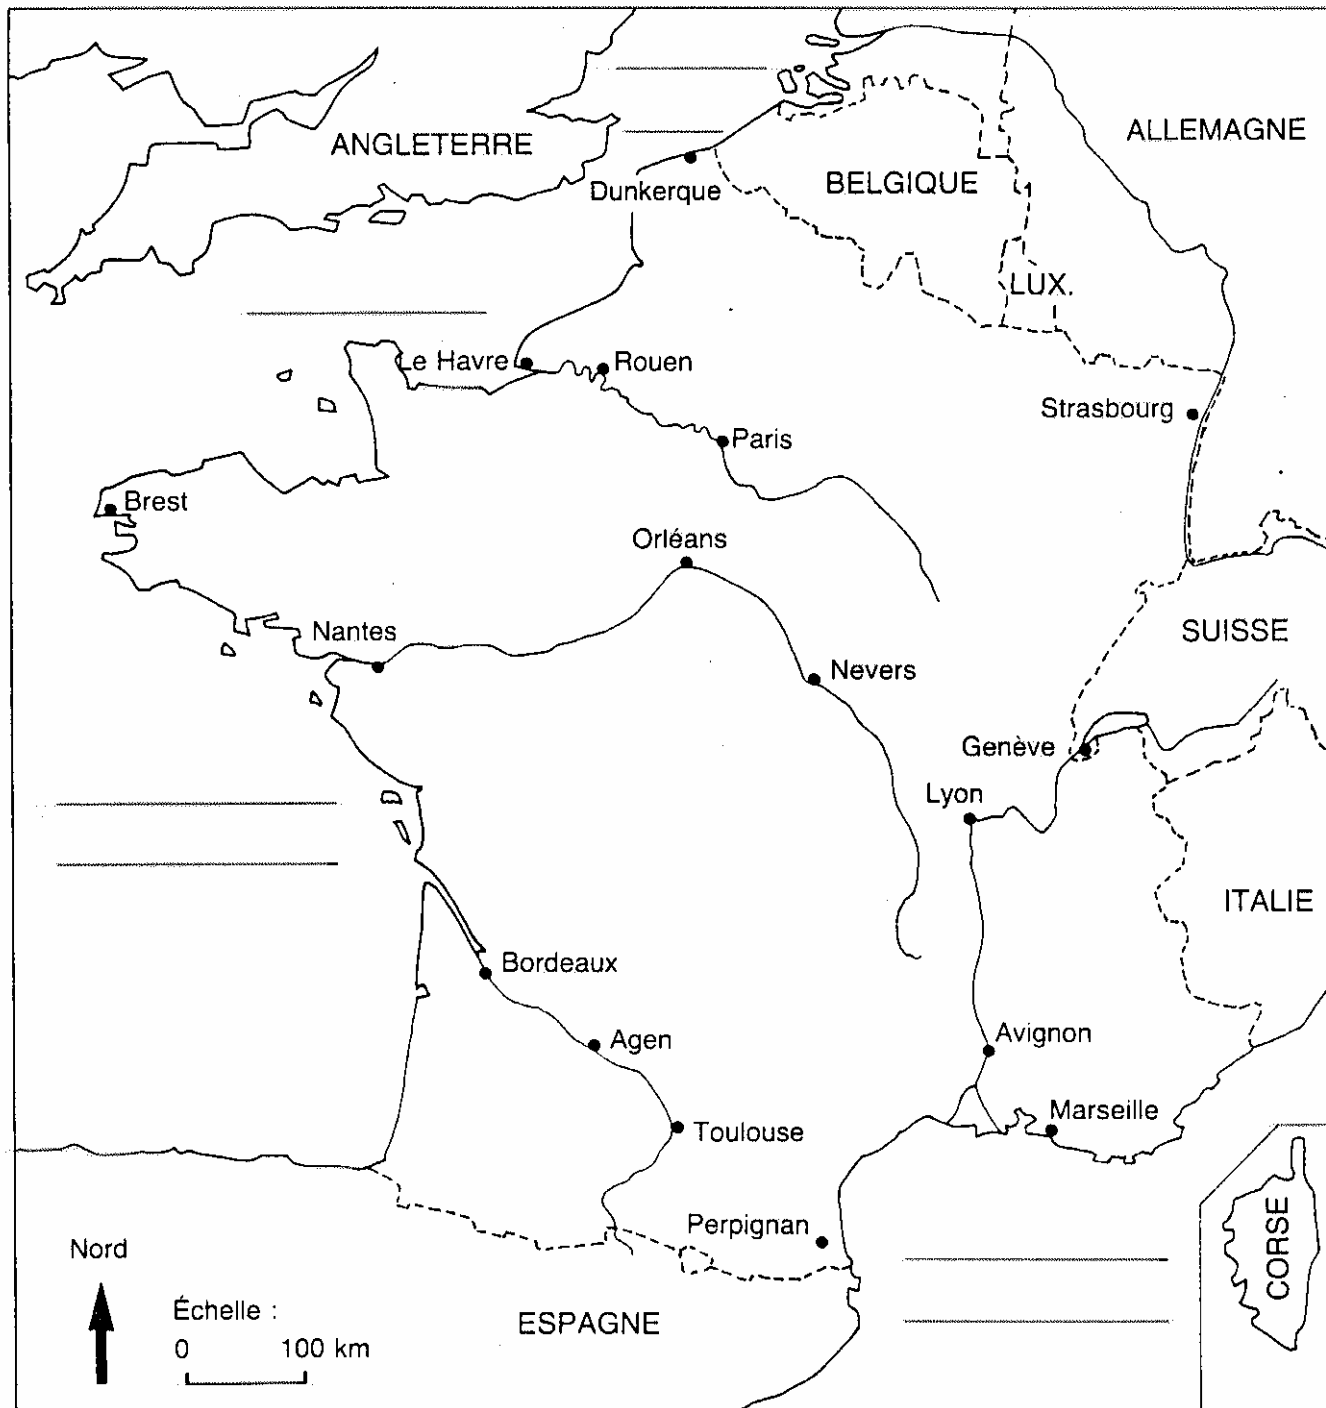 ANGLETERRE
ALLEMAGNE
BELGIQUE
Dunkerque
LUX.
Le Havre
Rouen
Strasbourg
Paris
Brest
Orléans
Nantes
SUISSE
Nevers
Genève
Lyon
ITALIE
Bordeaux
Agen
Avignon
Marseille
Toulouse
Perpignan
CORSE
Nord
Échelle :
0 100 km
ESPAGNE